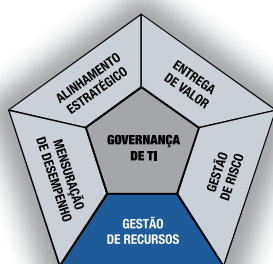 ALINHAMENTO
ESTRATÉGICO
ENTREGA
DE VALOR
MENSURAÇÃO
DE DESEMPENHO
GOVERNANÇA
DE TI
GESTÃO
DE RISCO
GESTÃO
DE RECURSOS